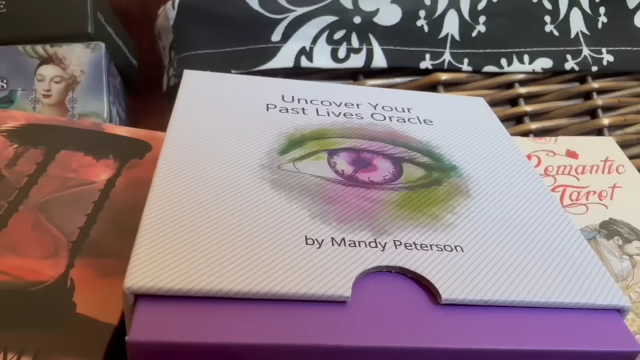 Uncover Your
Past Lives Oracle
by Mandy Peterson
Romantic
Tarot